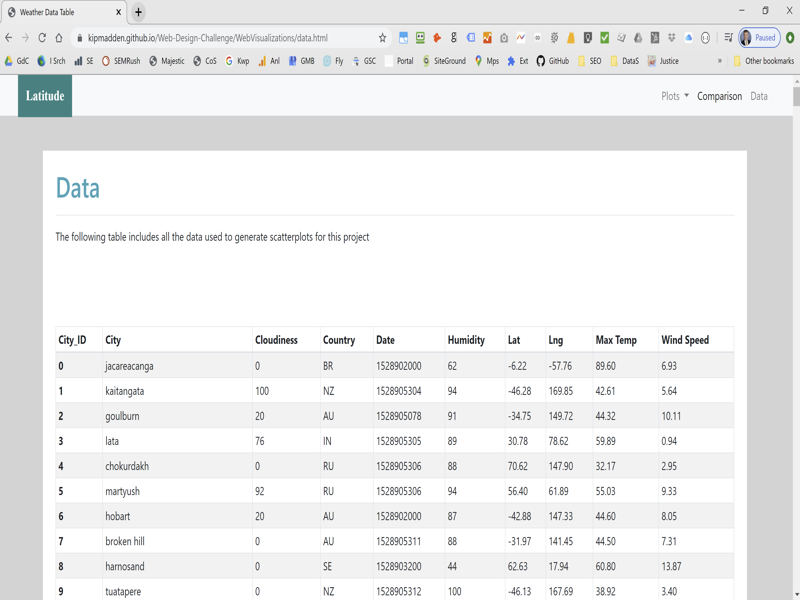 Weather Data Table
kipmadden.github.io/Web-Design-Challenge/WebVisualizations/data.html
Paused
GdC I Srch SE SEMRush Majestic CoS Kwp Anl GMB Fly GSC Portal SiteGround Mps Ext GitHub SEO DataS Justice » Other bookmarks
Latitude Plots Comparison Data
Data
The following table includes all the data used to generate scatterplots for this project
City_ID City Cloudiness Country Date Humidity Lat Lng Max Temp Wind Speed
0 jacareacanga 0 BR 1528902000 62 -6.22 -57.76 89.60 6.93
1 kaitangata 100 NZ 1528905304 94 -46.28 169.85 42.61 5.64
2 goulburn 20 AU 1528905078 91 -34.75 149.72 44.32 10.11
3 lata 76 IN 1528905305 89 30.78 78.62 59.89 0.94
4 chokurdakh 0 RU 1528905306 88 70.62 147.90 32.17 2.95
5 martyush 92 RU 1528905306 94 56.40 61.89 55.03 9.33
6 hobart 20 AU 1528902000 87 -42.88 147.33 44.60 8.05
7 broken hill 0 AU 1528905311 88 -31.97 141.45 44.50 7.31
8 harnosand 0 SE 1528903200 44 62.63 17.94 60.80 13.87
9 tuatapere 0 NZ 1528905312 100 -46.13 167.69 38.92 3.40